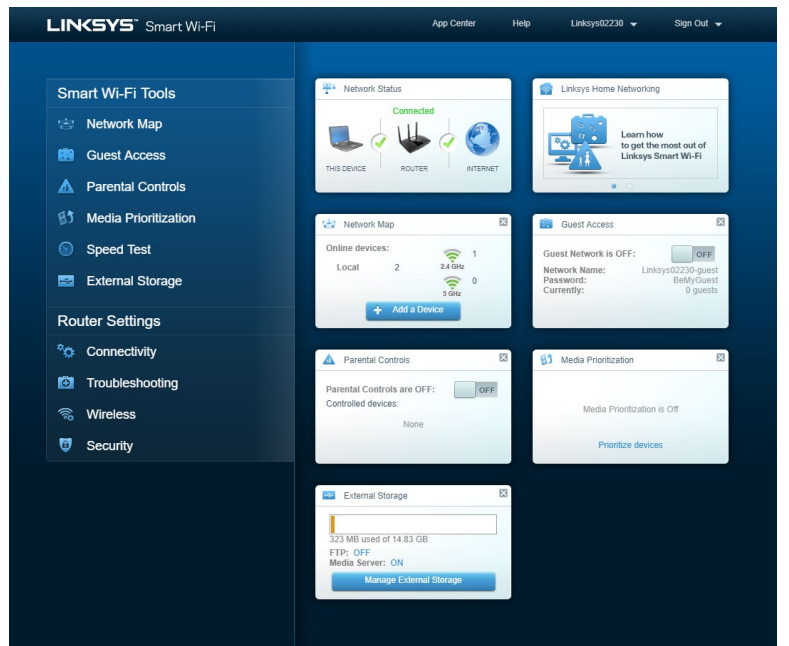 LINKSYS™ Smart Wi-Fi
App Center
Help
Linksys02230
Sign Out
Smart Wi-Fi Tools
Network Map
Guest Access
Parental Controls
Media Prioritization
Speed Test
External Storage
Router Settings
Connectivity
Troubleshooting
Wireless
Security
Network Status
Connected
THIS DEVICE
ROUTER
INTERNET
Linksys Home Networking
Learn how
to get the most out of
Linksys Smart Wi-Fi
Network Map
Online devices:
Local 2
1
2.4 GHz
0
5 GHz
+ Add a Device
Guest Access
Guest Network is OFF: OFF
Network Name: Linksys02230-guest
Password: BeMyGuest
Currently: 0 guests
Parental Controls
Parental Controls are OFF: OFF
Controlled devices:
None
Media Prioritization
Media Prioritization is Off
Prioritize devices
External Storage
323 MB used of 14.83 GB
FTP: OFF
Media Server: ON
Manage External Storage